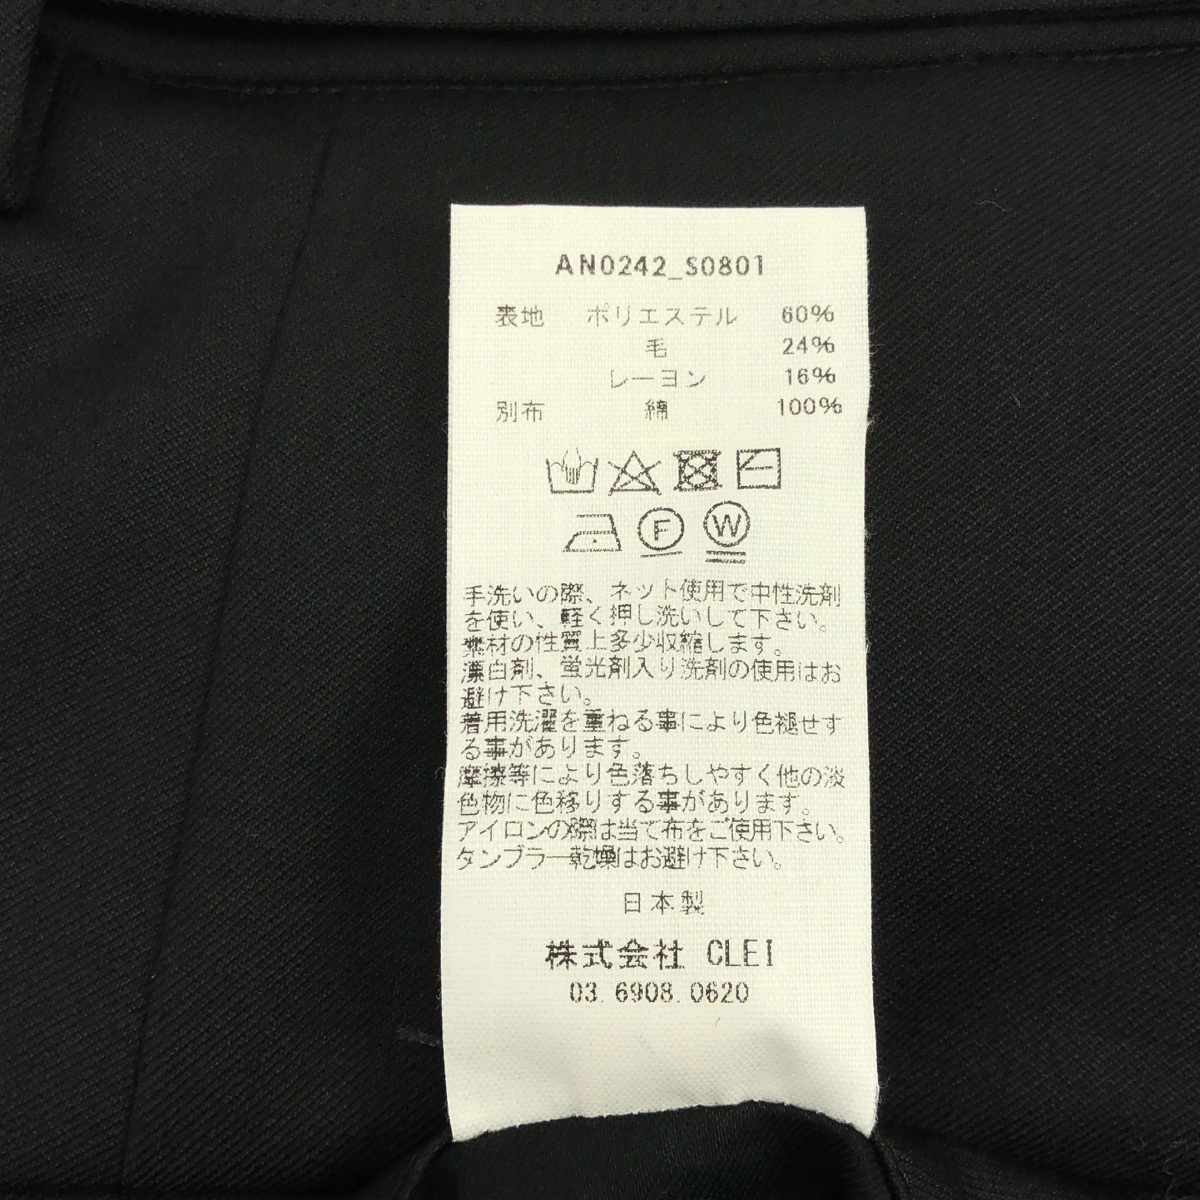 AN0242_S0801
表地 ポリエステル 60%
毛 24%
レーヨン 16%
別布 綿 100%
F W
手洗いの際、ネット使用で中性洗剤
を使い、軽く押し洗いして下さい。
素材の性質上多少収縮します。
漂白剤、蛍光剤入り洗剤の使用はお
避け下さい。
着用洗濯を重ねる事により色褪せす
る事があります。
摩擦等により色落ちしやすく他の淡
色物に色移りする事があります。
アイロンの際は当て布をご使用下さい。
タンブラー乾燥はお避け下さい。
日本製
株式会社 CLEI
03.6908.0620